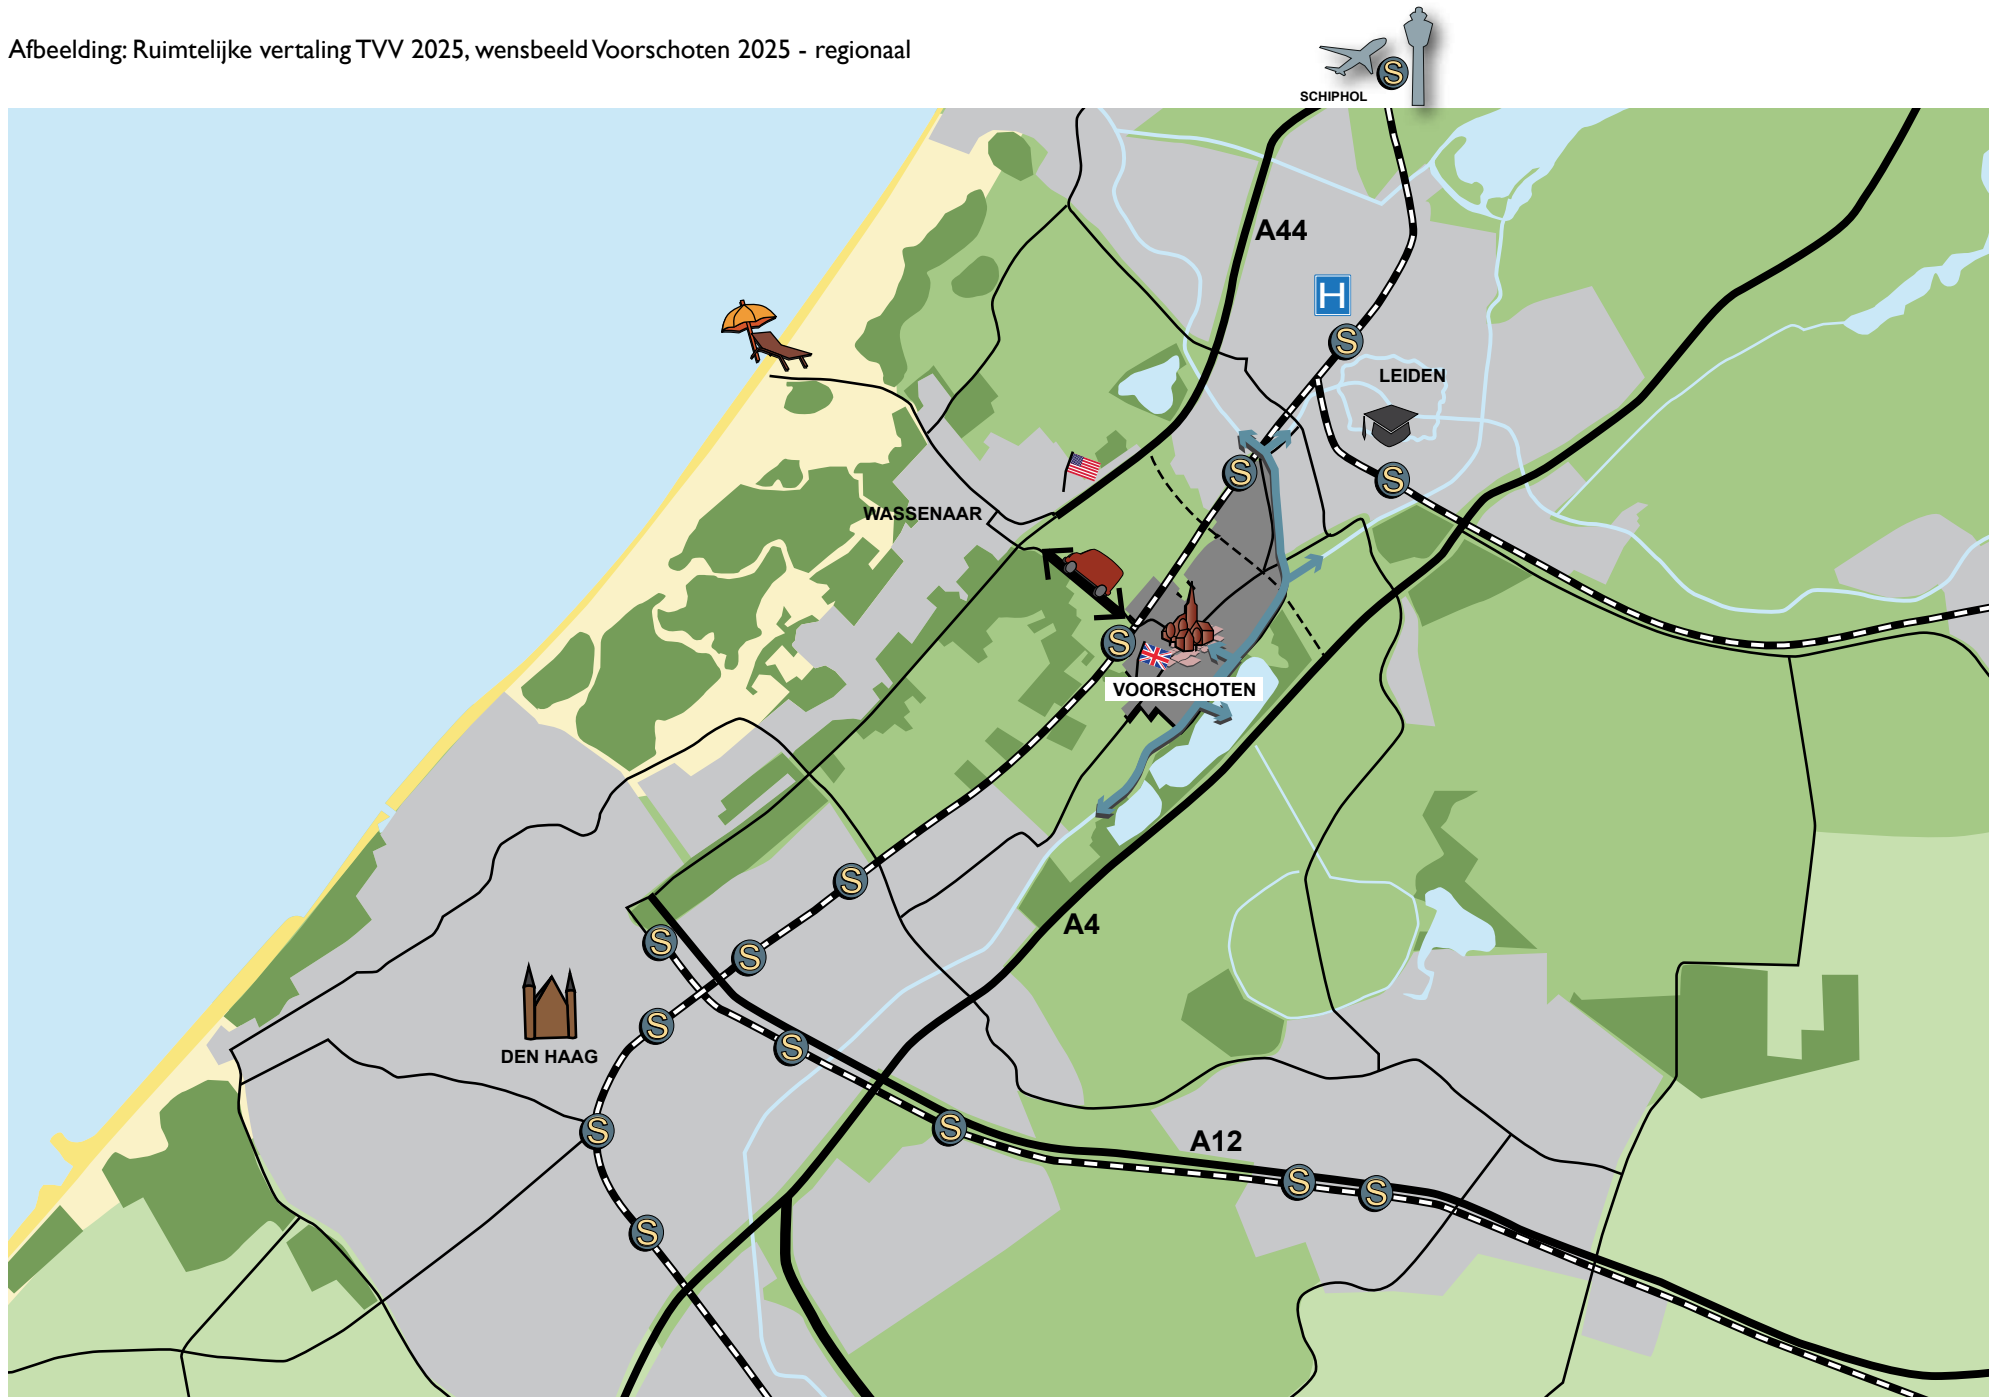 Afbeelding: Ruimtelijke vertaling TVV 2025, wensbeeld Voorschoten 2025 - regionaal
S
SCHIPHOL
A44
H
S
LEIDEN
S
S
WASSENAAR
S
VOORSCHOTEN
S
A4
S
S
S
DEN HAAG
S
S
S
A12
S
S
S